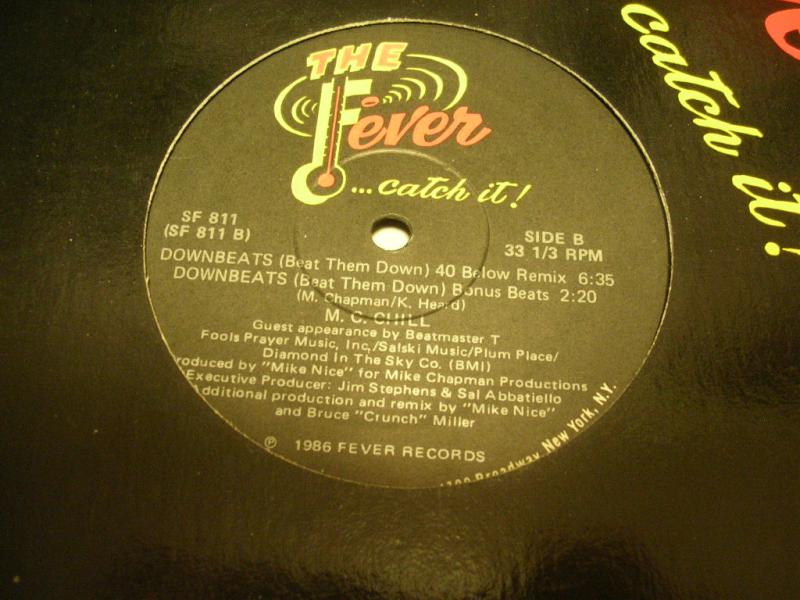 THE
Fever
...catch it!
catch it!
SF 811
(SF 811 B)
SIDE B
33 1/3 RPM
DOWNBEATS (Beat Them Down) 40 Below Remix 6:35
DOWNBEATS (Beat Them Down) Bonus Beats 2:20
(M. Chapman/K. Heard)
M. C. CHILL
Guest appearance by Beatmaster T
Fools Prayer Music, Inc./Salski Music/Plum Place/
Diamond In The Sky Co. (BMI)
roduced by "Mike Nice" for Mike Chapman Productions
Executive Producer: Jim Stephens & Sal Abbatiello
dditional production and remix by "Mike Nice"
and Bruce "Crunch" Miller
℗ 1986 FEVER RECORDS
Broadway, New York, N.Y.